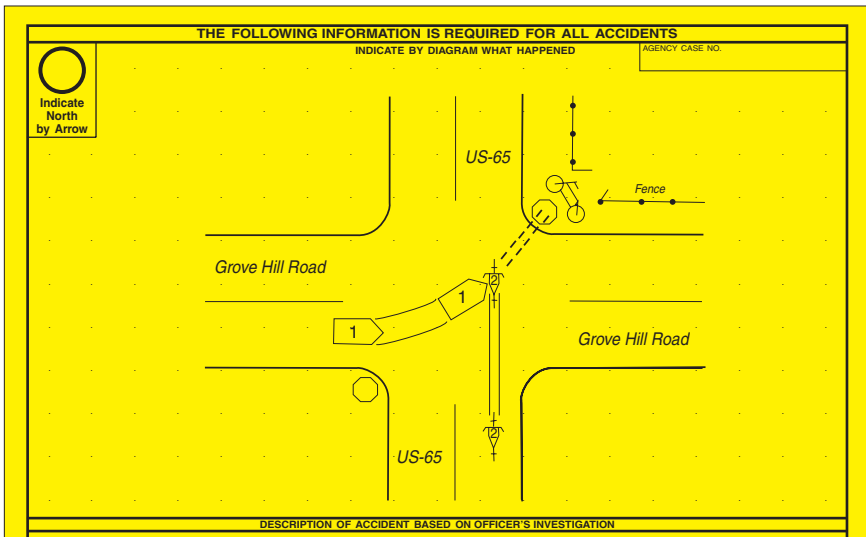 THE FOLLOWING INFORMATION IS REQUIRED FOR ALL ACCIDENTS
INDICATE BY DIAGRAM WHAT HAPPENED
AGENCY CASE NO.
Indicate
North
by Arrow
US-65
Fence
Grove Hill Road
2
1
1
Grove Hill Road
2
US-65
DESCRIPTION OF ACCIDENT BASED ON OFFICER'S INVESTIGATION